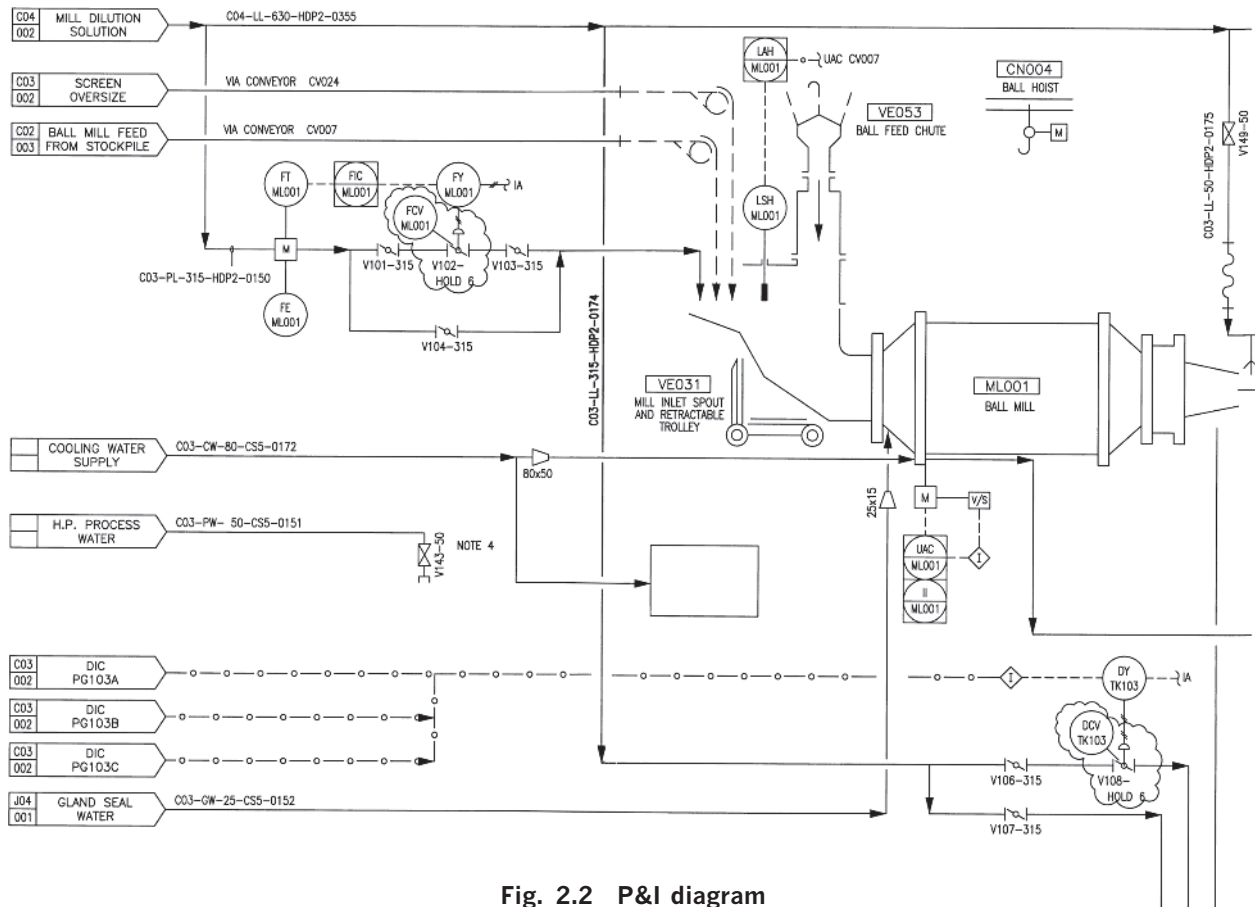 C04
002
MILL DILUTION
SOLUTION
C04-LL-630-HDP2-0355
C03
002
SCREEN
OVERSIZE
VIA CONVEYOR CV024
C02
003
BALL MILL FEED
FROM STOCKPILE
VIA CONVEYOR CV007
LAH
ML001
UAC CV007
VE053
BALL FEED CHUTE
CN004
BALL HOIST
M
C03-LL-50-HDP2-0175
V149-50
FT
ML001
FIC
ML001
FY
ML001
IA
FCV
ML001
LSH
ML001
M
V101-315
V102-
HOLD 6
V103-315
C03-PL-315-HDP2-0150
FE
ML001
V104-315
C03-LL-315-HDP2-0174
VE031
MILL INLET SPOUT
AND RETRACTABLE
TROLLEY
ML001
BALL MILL
COOLING WATER
SUPPLY
C03-CW-80-CS5-0172
80x50
25x15
M
V/S
UAC
ML001
I
II
ML001
H.P. PROCESS
WATER
C03-PW- 50-CS5-0151
V143-50
NOTE 4
C03
002
DIC
PG103A
I
DY
TK103
IA
C03
002
DIC
PG103B
C03
002
DIC
PG103C
DCV
TK103
V106-315
V108-
HOLD 6
J04
001
GLAND SEAL
WATER
C03-GW-25-CS5-0152
V107-315
Fig. 2.2 P&I diagram